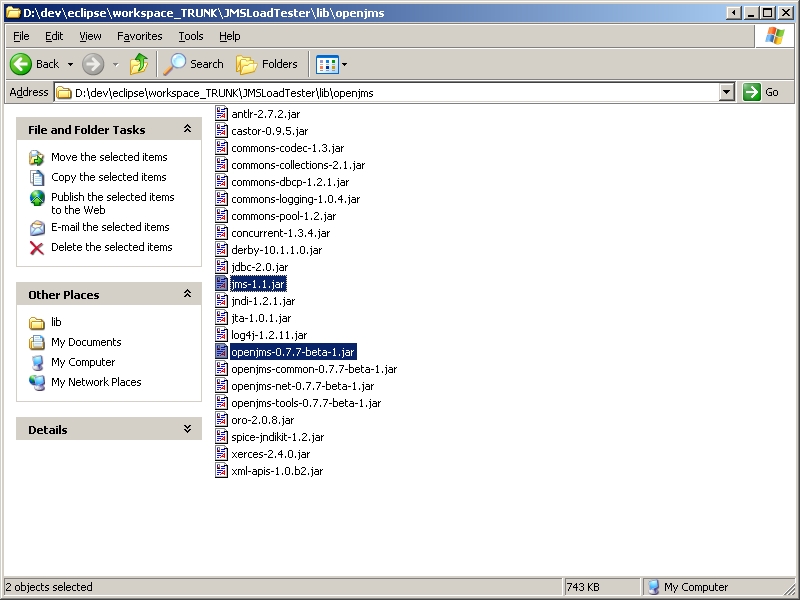 D:\dev\eclipse\workspace_TRUNK\JMSLoadTester\lib\openjms
File Edit View Favorites Tools Help
Back Search Folders
Address D:\dev\eclipse\workspace_TRUNK\JMSLoadTester\lib\openjms Go
File and Folder Tasks
Move the selected items
Copy the selected items
Publish the selected items
to the Web
E-mail the selected items
Delete the selected items
Other Places
lib
My Documents
My Computer
My Network Places
Details
antlr-2.7.2.jar
castor-0.9.5.jar
commons-codec-1.3.jar
commons-collections-2.1.jar
commons-dbcp-1.2.1.jar
commons-logging-1.0.4.jar
commons-pool-1.2.jar
concurrent-1.3.4.jar
derby-10.1.1.0.jar
jdbc-2.0.jar
jms-1.1.jar
jndi-1.2.1.jar
jta-1.0.1.jar
log4j-1.2.11.jar
openjms-0.7.7-beta-1.jar
openjms-common-0.7.7-beta-1.jar
openjms-net-0.7.7-beta-1.jar
openjms-tools-0.7.7-beta-1.jar
oro-2.0.8.jar
spice-jndikit-1.2.jar
xerces-2.4.0.jar
xml-apis-1.0.b2.jar
2 objects selected 743 KB My Computer